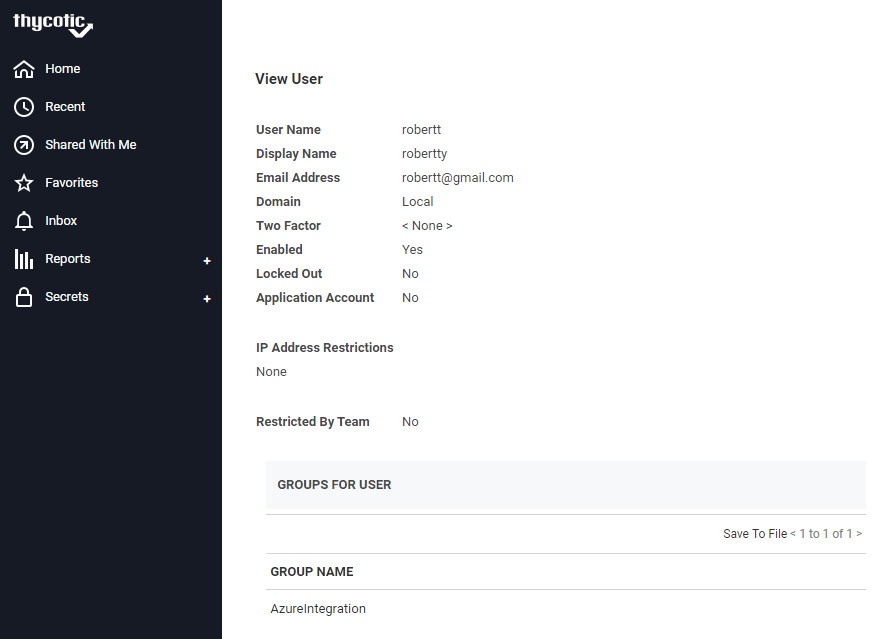 thycotic
Home
Recent
Shared With Me
Favorites
Inbox
Reports +
Secrets +
View User
User Name robertt
Display Name robertty
Email Address robertt@gmail.com
Domain Local
Two Factor < None >
Enabled Yes
Locked Out No
Application Account No
IP Address Restrictions
None
Restricted By Team No
GROUPS FOR USER
Save To File < 1 to 1 of 1 >
GROUP NAME
AzureIntegration